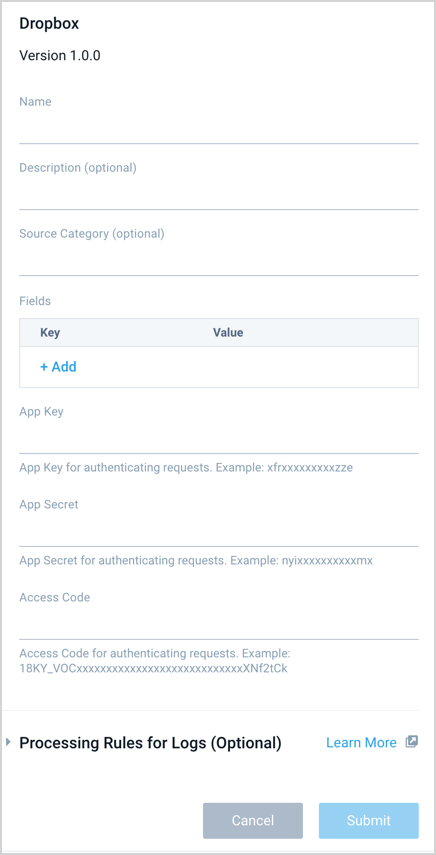 Dropbox
Version 1.0.0
Name
Description (optional)
Source Category (optional)
Fields
Key Value
+ Add
App Key
App Key for authenticating requests. Example: xfrxxxxxxxxxzze
App Secret
App Secret for authenticating requests. Example: nyixxxxxxxxxxmx
Access Code
Access Code for authenticating requests. Example:
18KY_VOCxxxxxxxxxxxxxxxxxxxxxxxxxxxxXNf2tCk
Processing Rules for Logs (Optional) Learn More
Cancel Submit